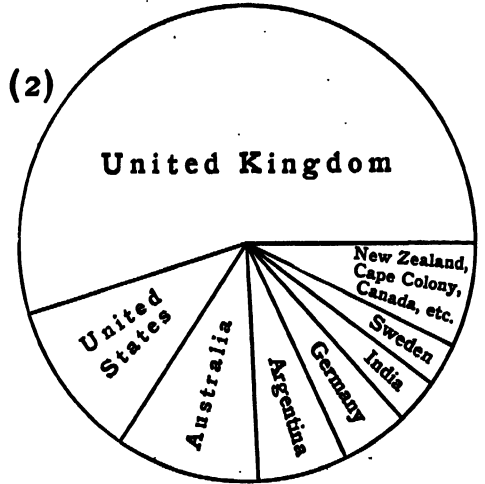 (2)
United Kingdom
New Zealand,
Cape Colony,
Canada, etc.
Sweden
India
Germany
Argentina
Australia
United
States